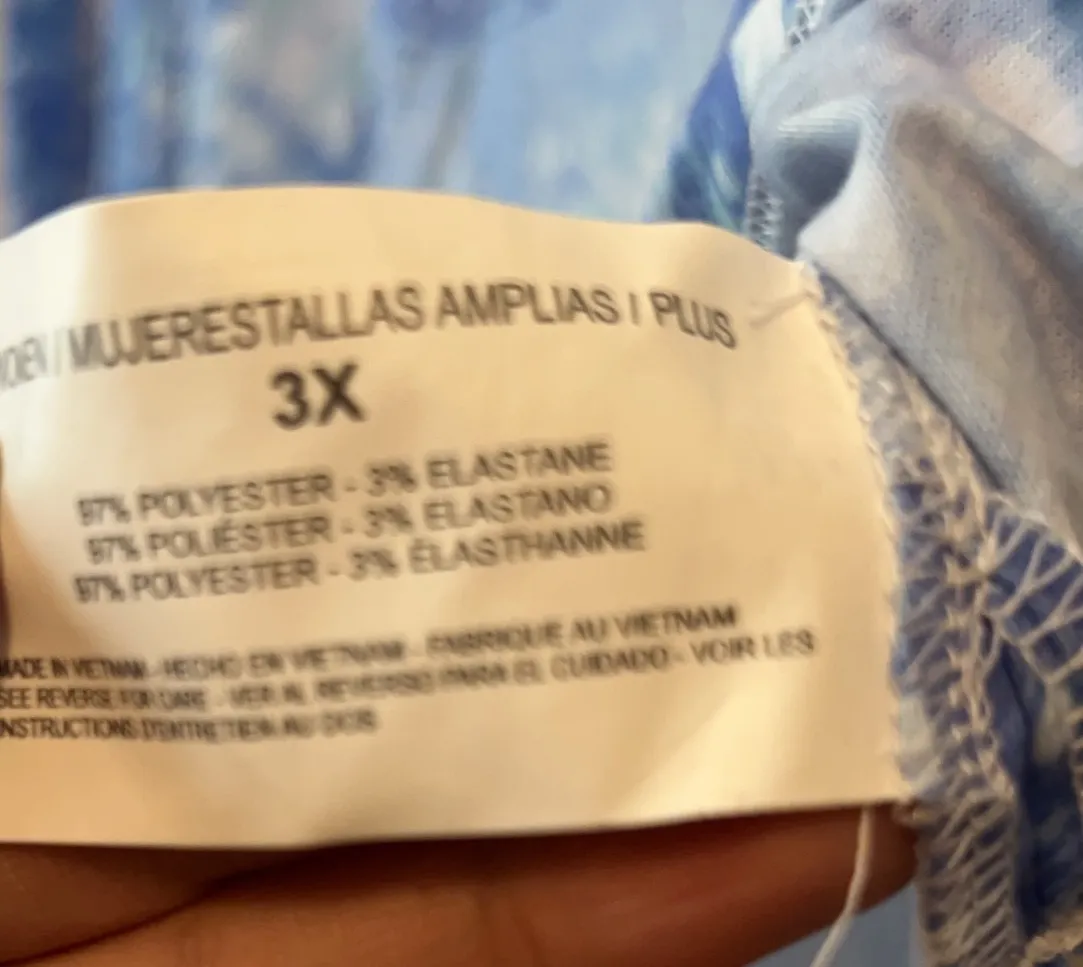 / MUJERESTALLAS AMPLIAS / PLUS
3X
97% POLYESTER - 3% ELASTANE
97% POLIÉSTER - 3% ELASTANO
97% POLYESTER - 3% ÉLASTHANNE
MADE IN VIETNAM - HECHO EN VIETNAM - FABRIQUE AU VIETNAM
SEE REVERSE FOR CARE - VER AL REVERSO PARA EL CUIDADO - VOIR LES
INSTRUCTIONS D'ENTRETIEN AU DOS